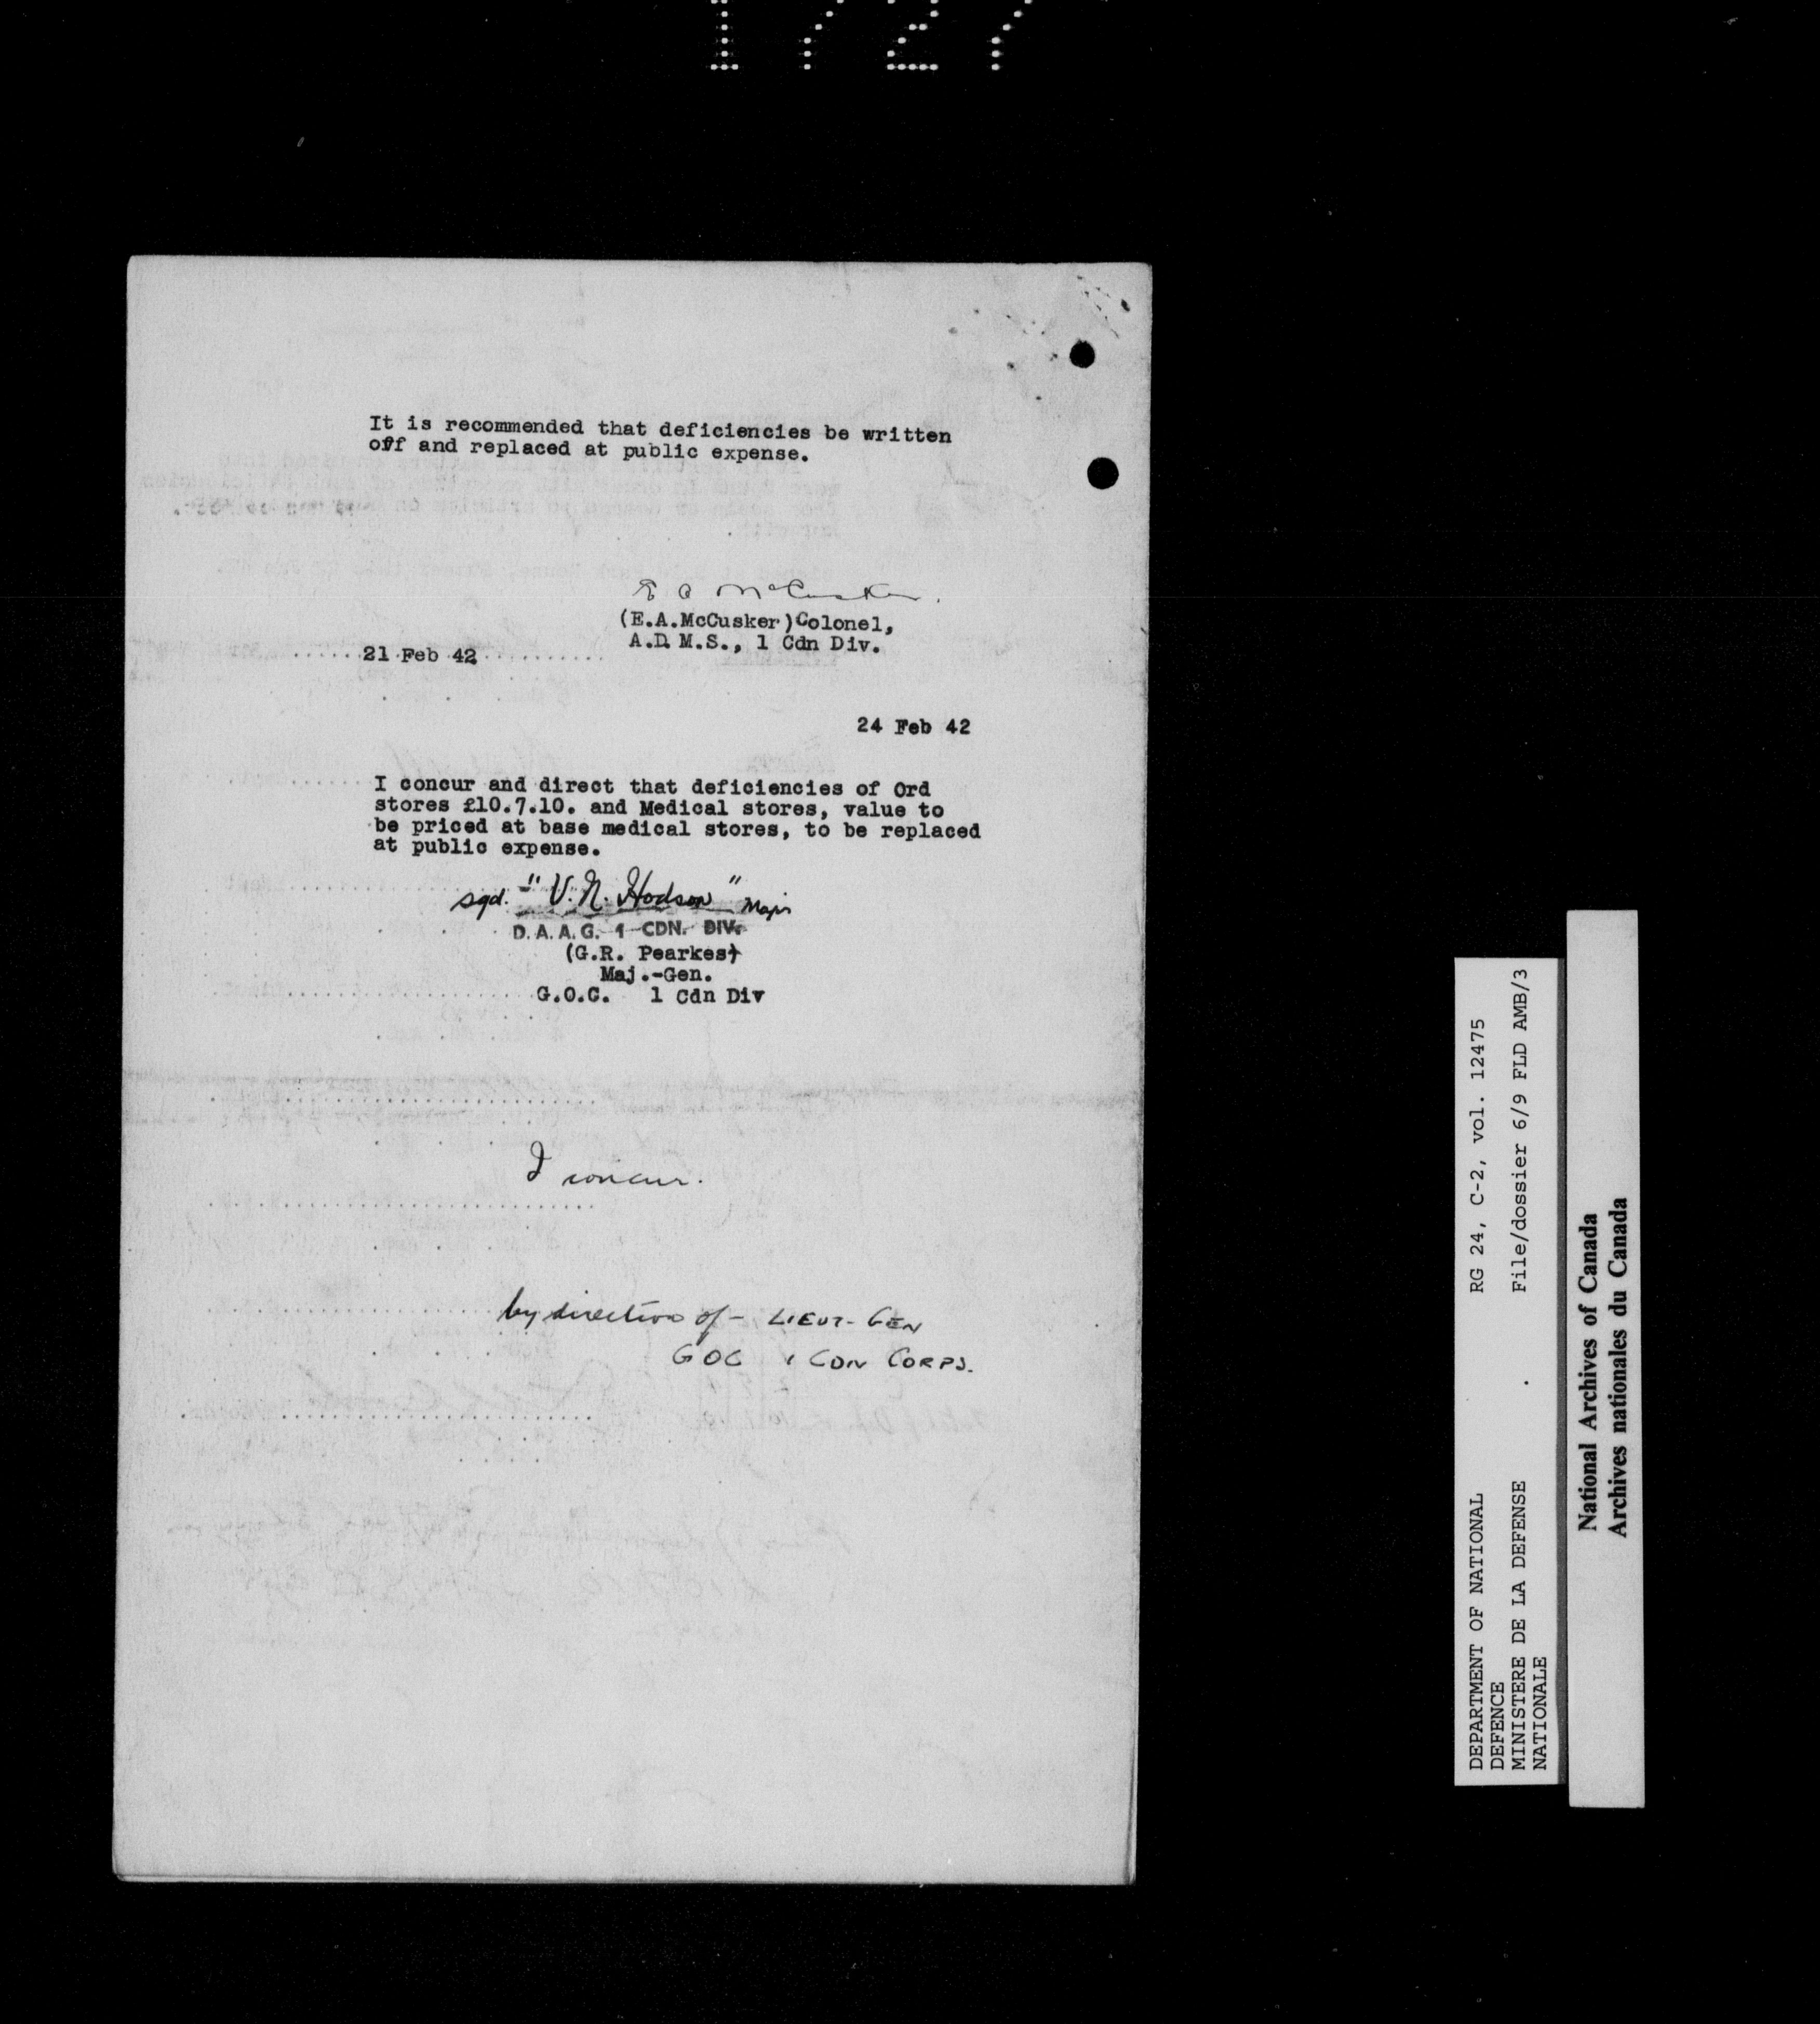 1727
It is recommended that deficiencies be written
off and replaced at public expense.
E A McCusker.
(E.A.McCusker)Colonel,
A.D.M.S., 1 Cdn Div.
21 Feb 42
24 Feb 42
I concur and direct that deficiencies of Ord
stores £10.7.10. and Medical stores, value to
be priced at base medical stores, to be replaced
at public expense.
sgd. "V.N. Hodson" Major
D.A.A.G. 1 CDN. DIV.
(G.R. Pearkes)
Maj.-Gen.
G.O.C. 1 Cdn Div
I concur.
by direction of - LIEUT-GEN
GOC 1 CDN CORPS.
DEPARTMENT OF NATIONAL
DEFENCE
MINISTERE DE LA DEFENSE
NATIONALE
RG 24, C-2, vol. 12475
File/dossier 6/9 FLD AMB/3
National Archives of Canada
Archives nationales du Canada